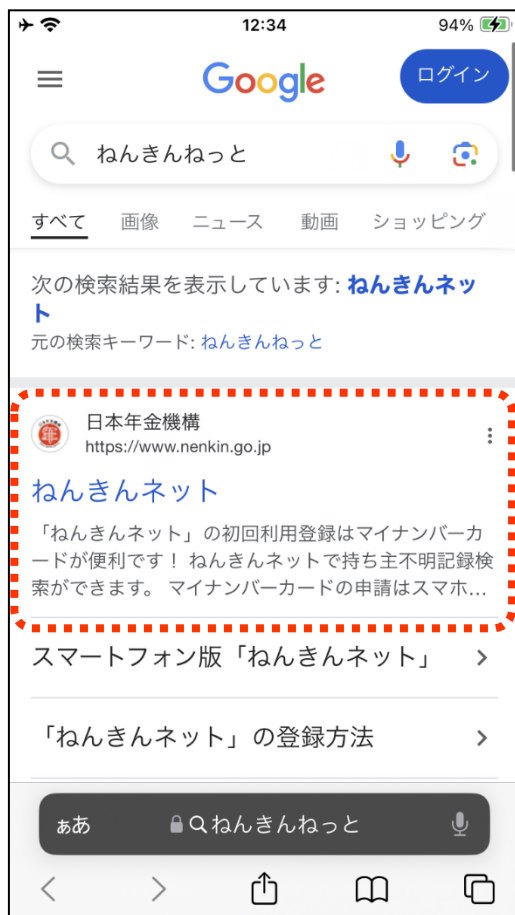 12:34
94%
Google
ログイン
ねんきんねっと
すべて 画像 ニュース 動画 ショッピング
次の検索結果を表示しています: ねんきんネッ
ト
元の検索キーワード: ねんきんねっと
日本年金機構
https://www.nenkin.go.jp
ねんきんネット
「ねんきんネット」の初回利用登録はマイナンバーカ
ードが便利です！ ねんきんネットで持ち主不明記録検
索ができます。 マイナンバーカードの申請はスマホ...
スマートフォン版「ねんきんネット」
「ねんきんネット」の登録方法
ぁあ ねんきんねっと